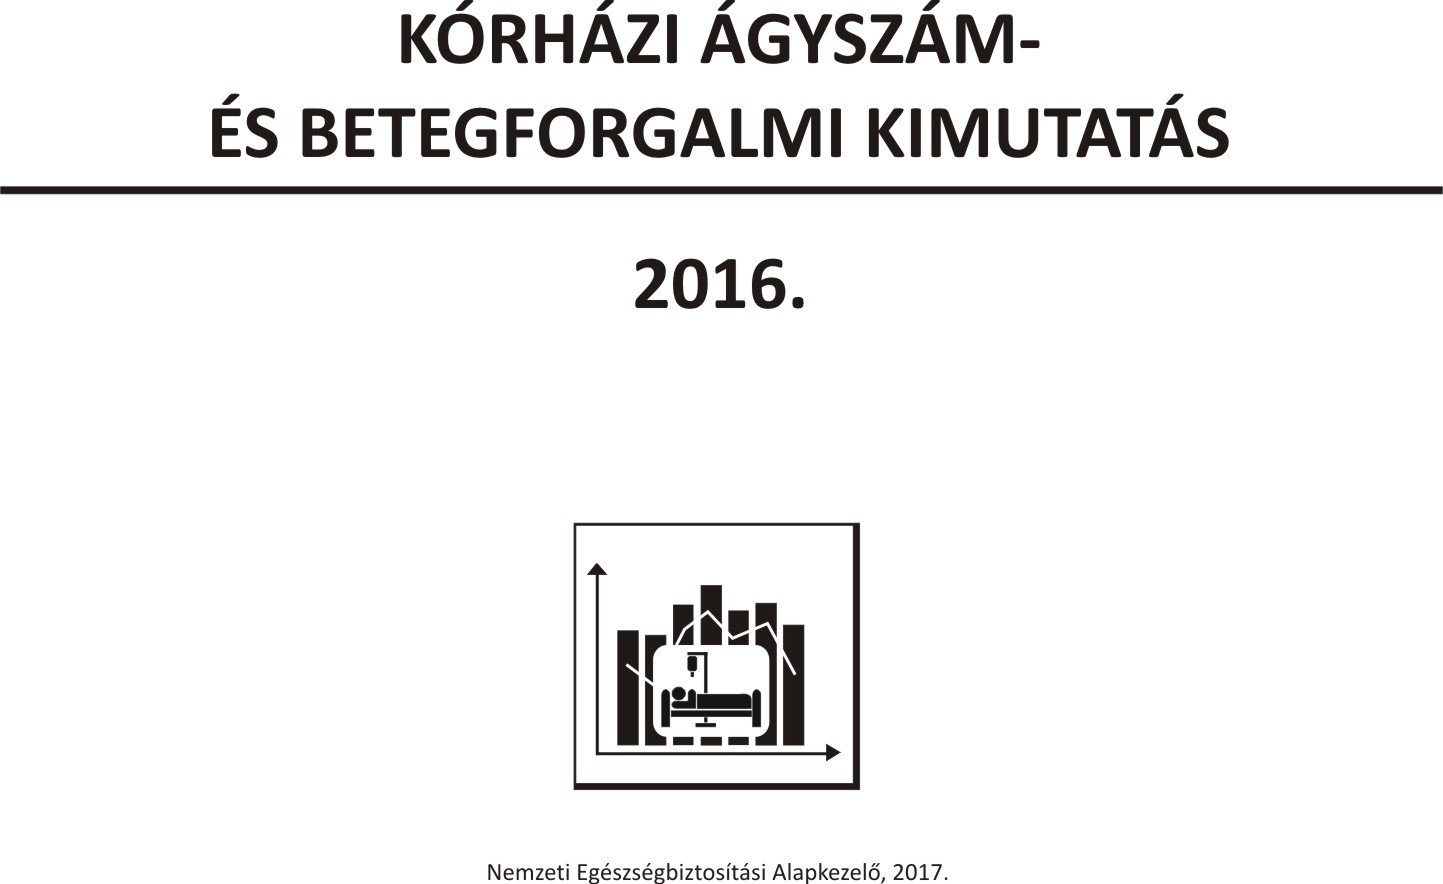 KÓRHÁZI ÁGYSZÁM-
ÉS BETEGFORGALMI KIMUTATÁS
2016.
Nemzeti Egészségbiztosítási Alapkezelő, 2017.